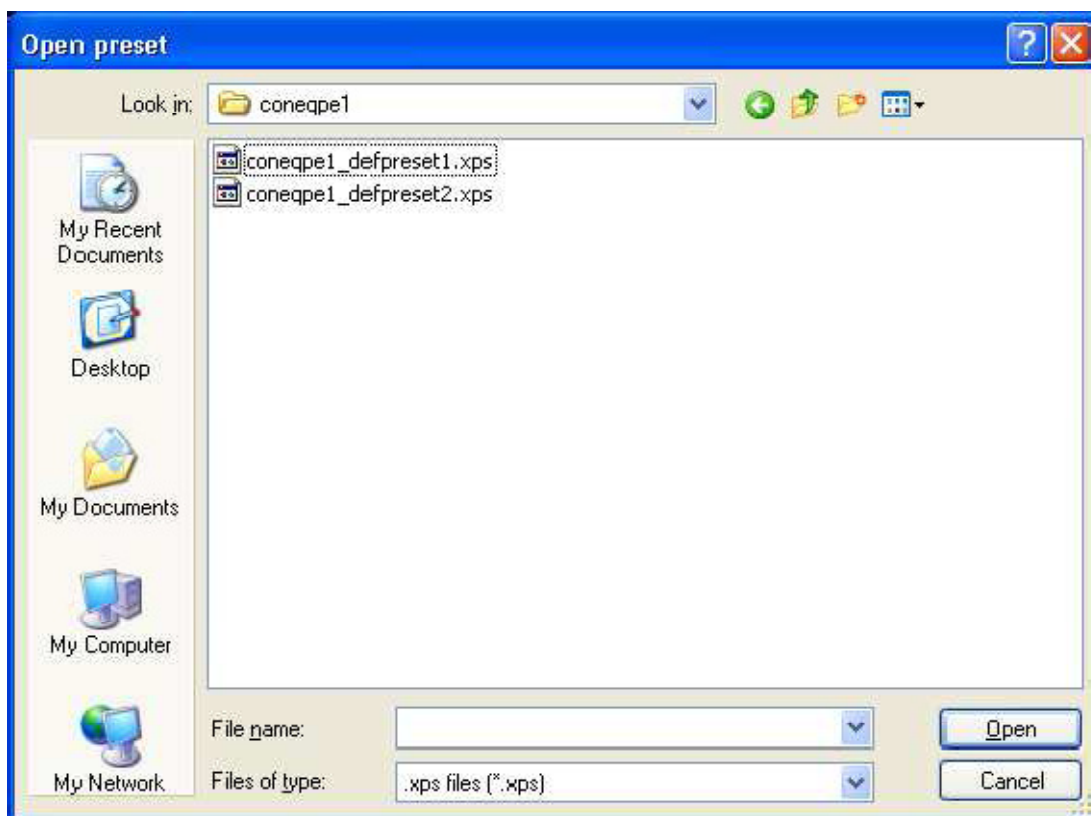 Open preset
Look in:
coneqpe1
coneqpe1_defpreset1.xps
coneqpe1_defpreset2.xps
My Recent
Documents
Desktop
My Documents
My Computer
My Network
File name:
Open
Files of type:
.xps files (*.xps)
Cancel